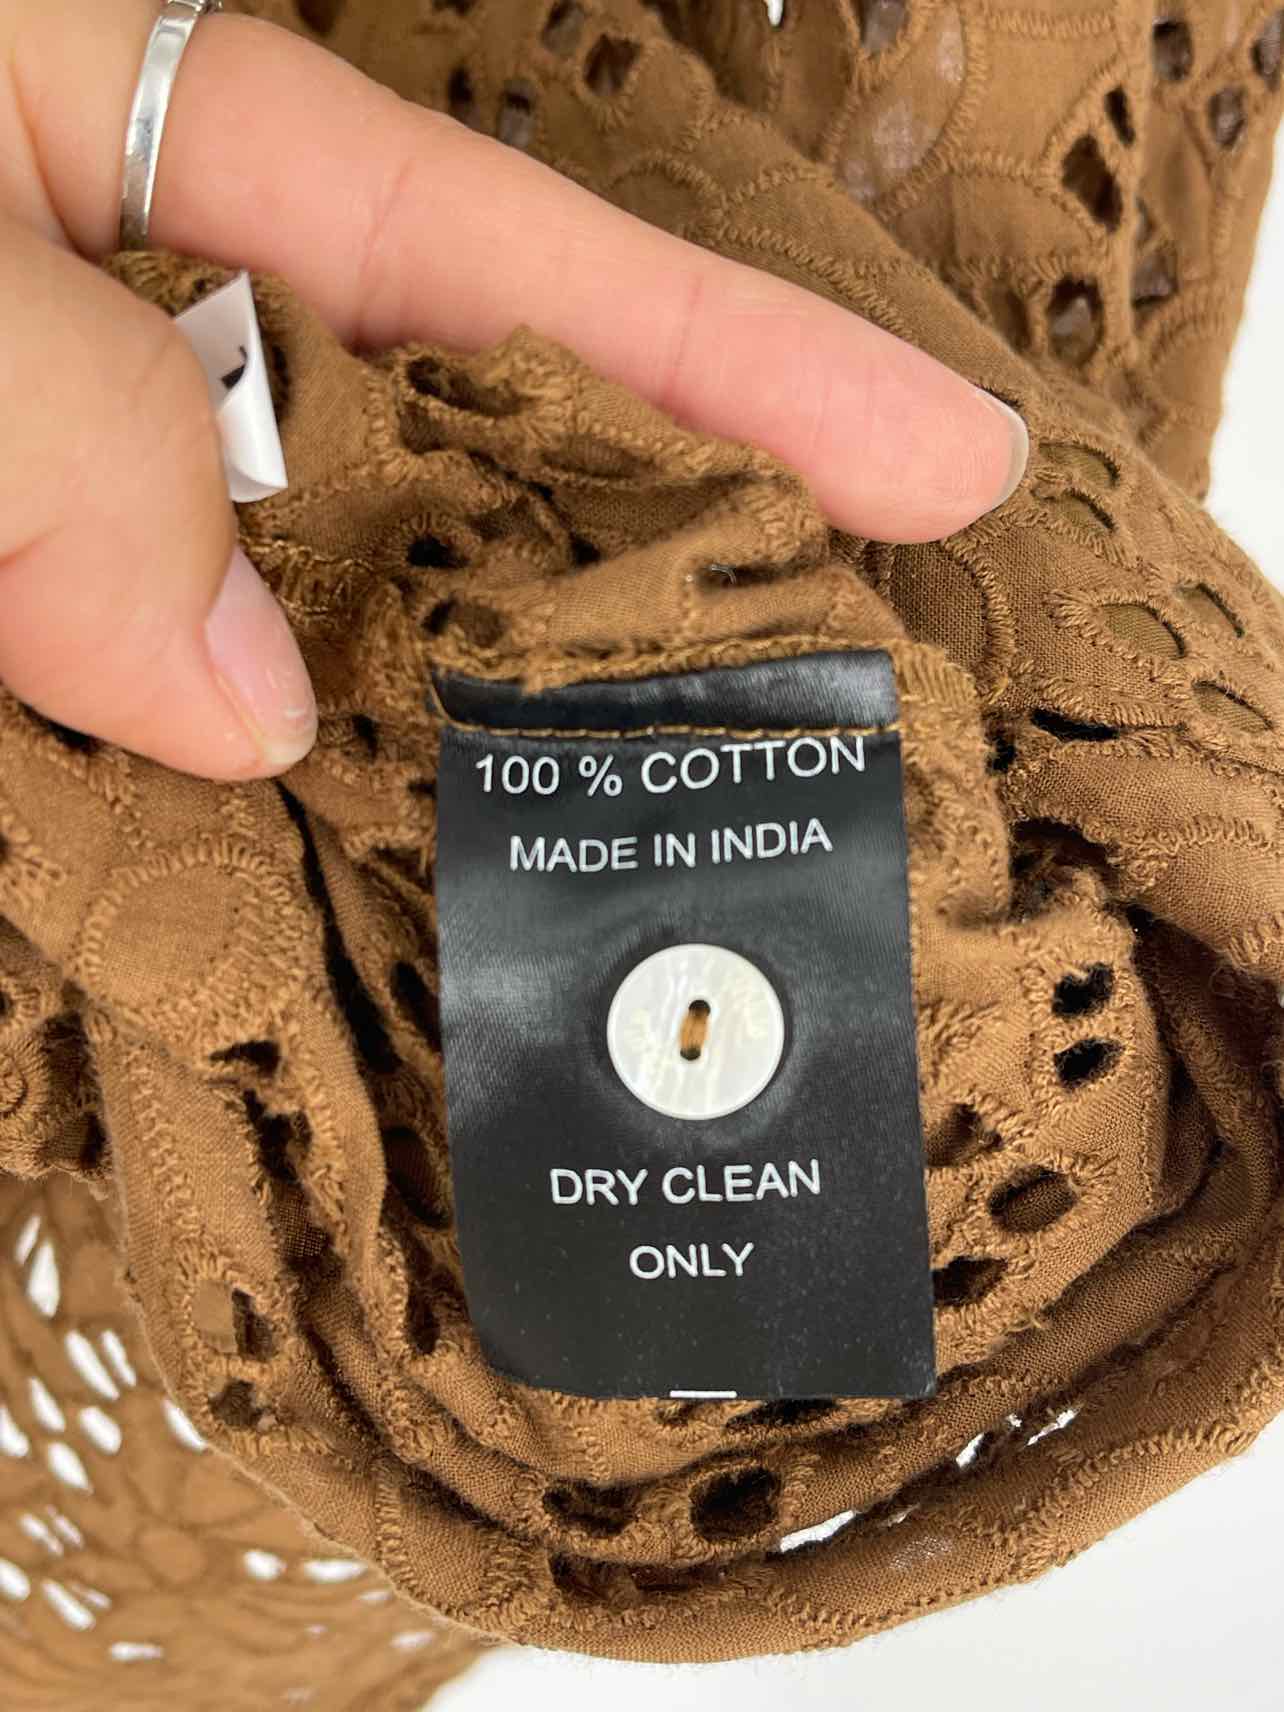 100 % COTTON
MADE IN INDIA
DRY CLEAN
ONLY